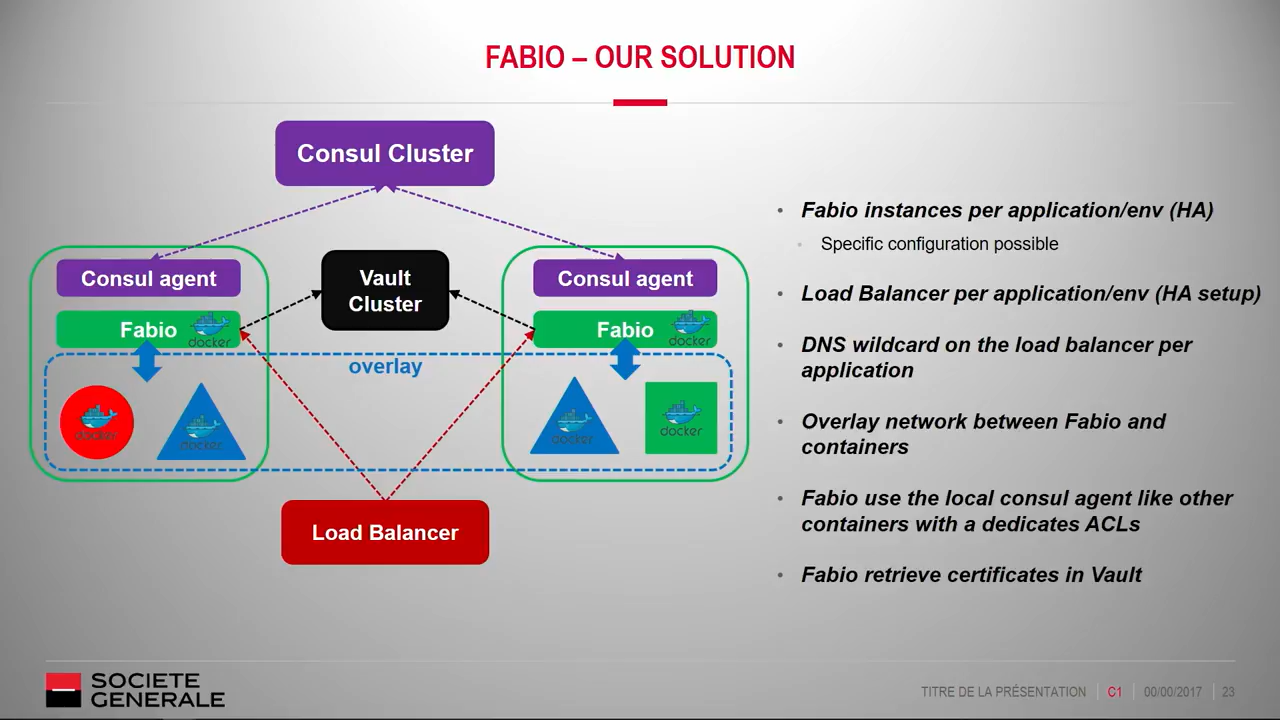 FABIO – OUR SOLUTION
Consul Cluster
Consul agent
Vault
Cluster
Consul agent
Fabio
docker
Fabio
docker
overlay
docker
docker
docker
docker
Load Balancer
• Fabio instances per application/env (HA)
• Specific configuration possible
• Load Balancer per application/env (HA setup)
• DNS wildcard on the load balancer per
application
• Overlay network between Fabio and
containers
• Fabio use the local consul agent like other
containers with a dedicates ACLs
• Fabio retrieve certificates in Vault
SOCIETE
GENERALE
TITRE DE LA PRÉSENTATION | C1 | 00/00/2017 | 23